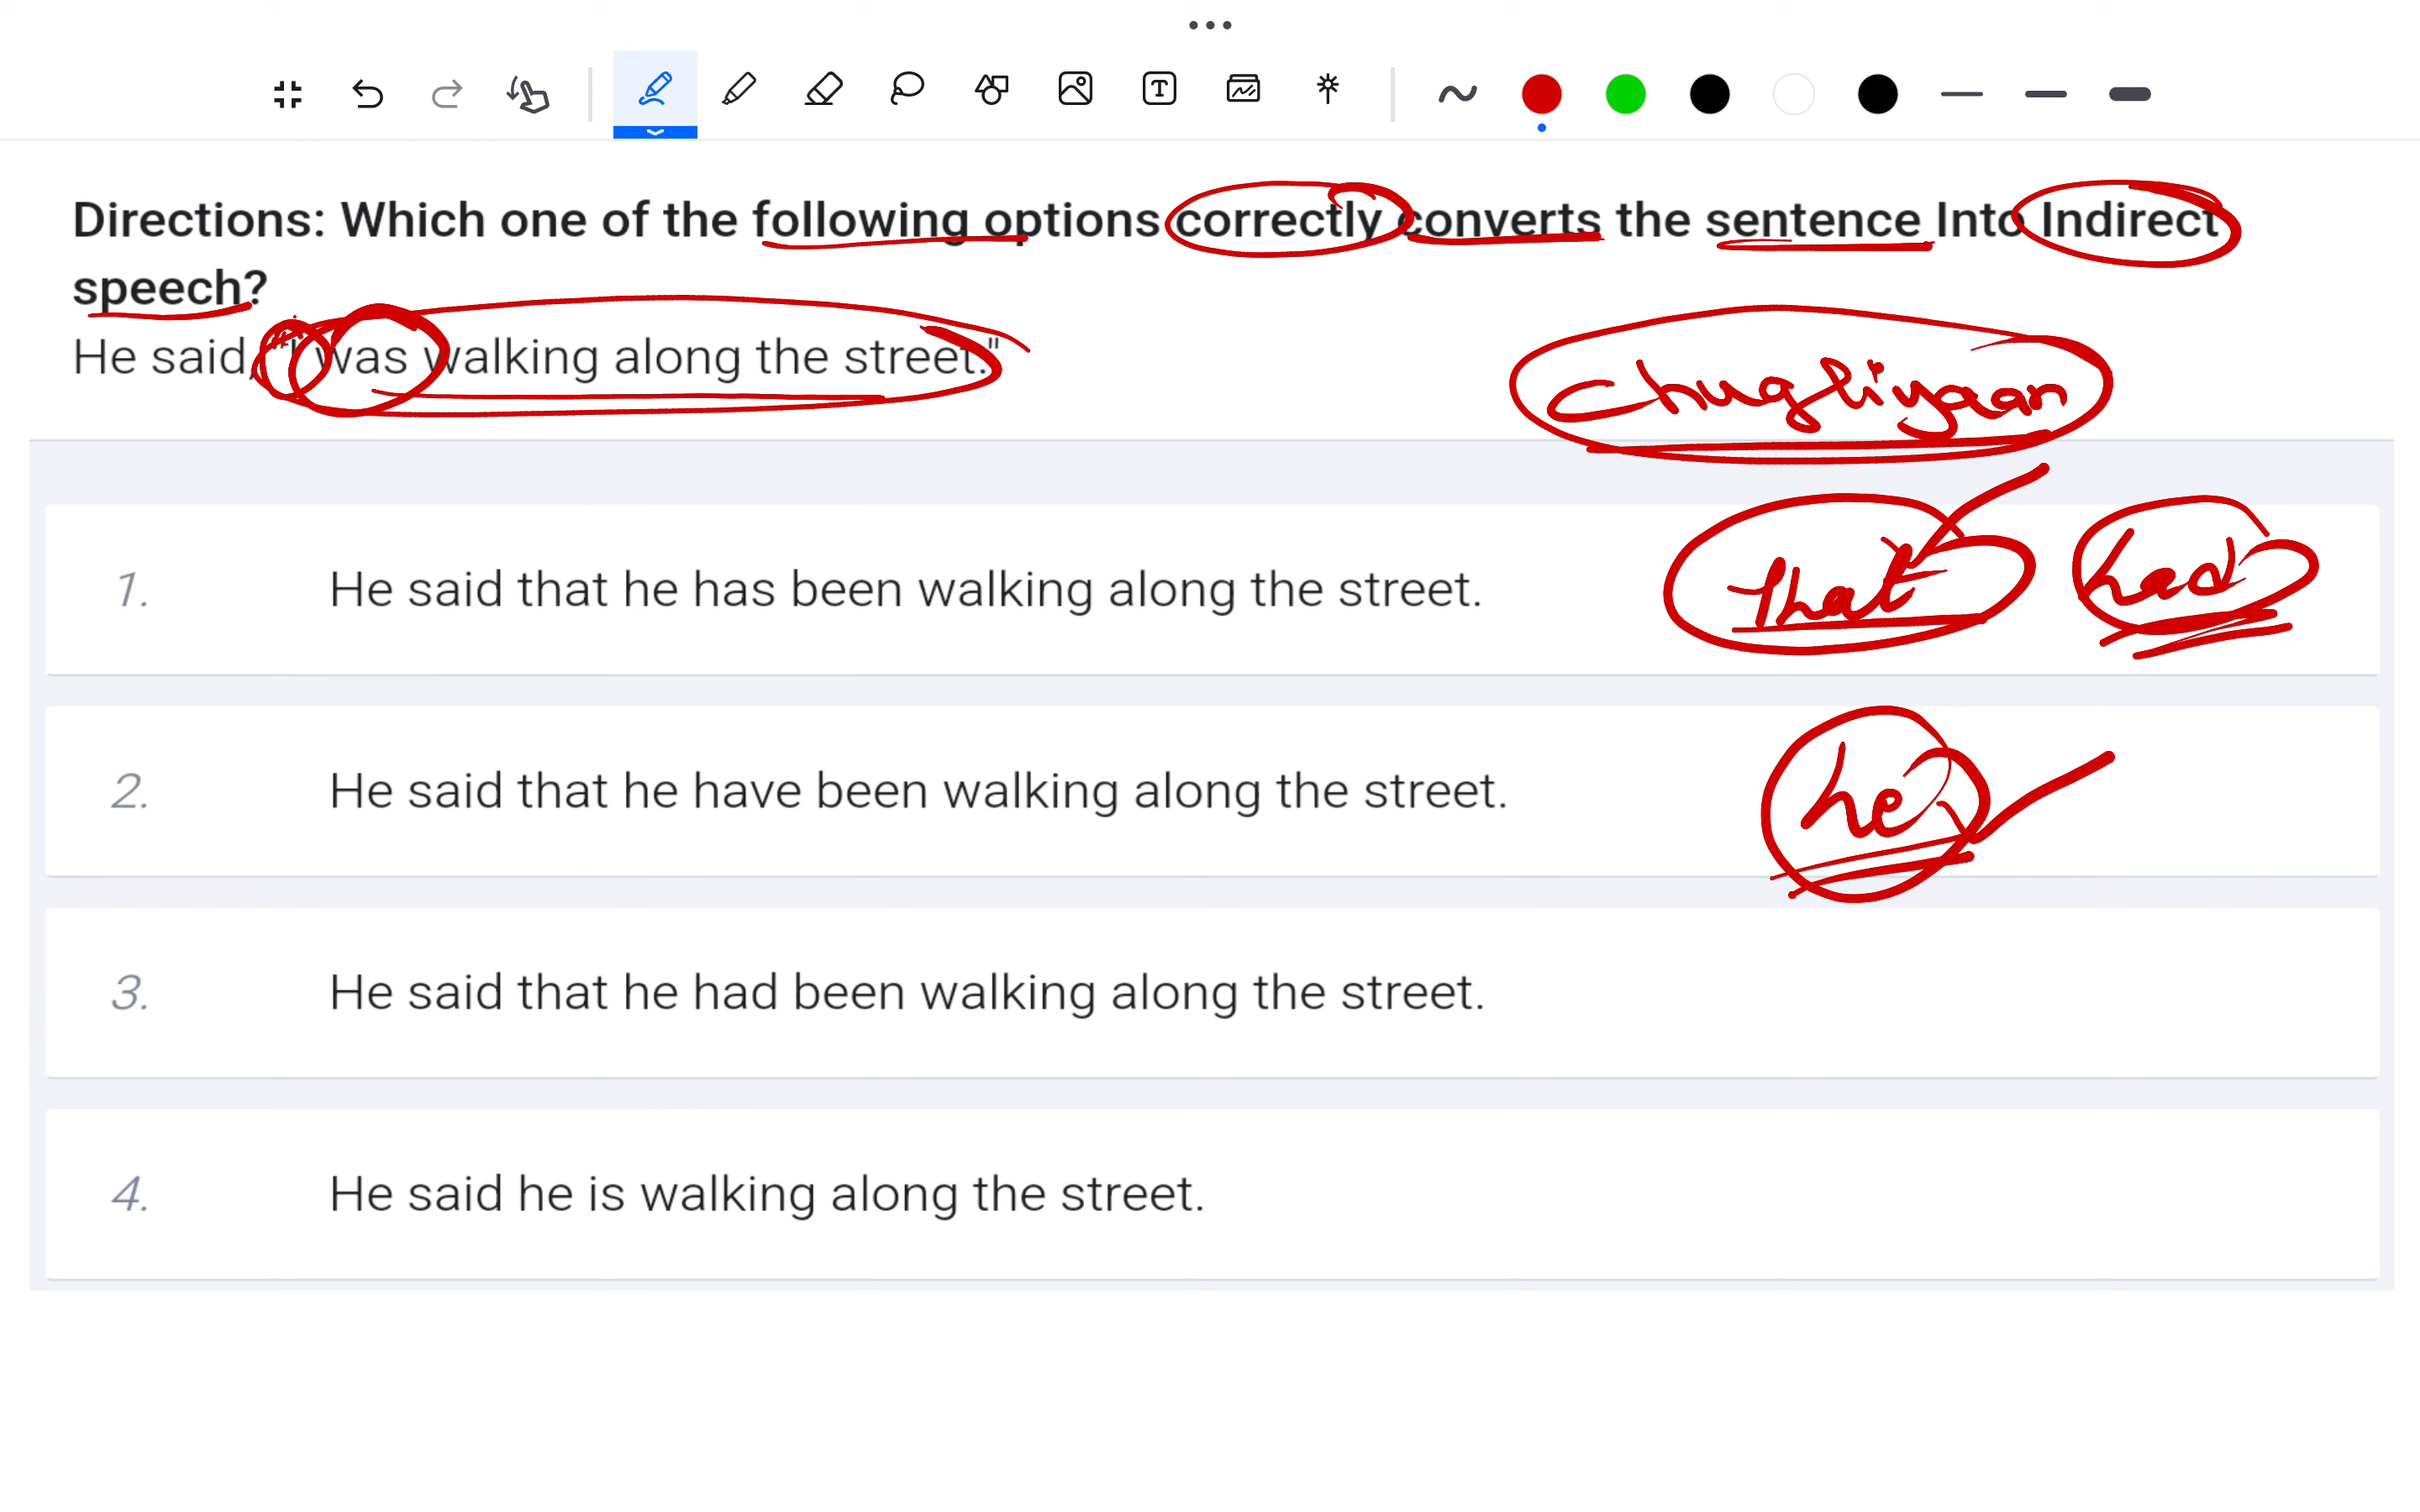 Directions: Which one of the following options correctly converts the sentence Into Indirect
speech?
He said, "I was walking along the street."
chugliyaan
1. He said that he has been walking along the street.
that had
2. He said that he have been walking along the street.
he
3. He said that he had been walking along the street.
4. He said he is walking along the street.